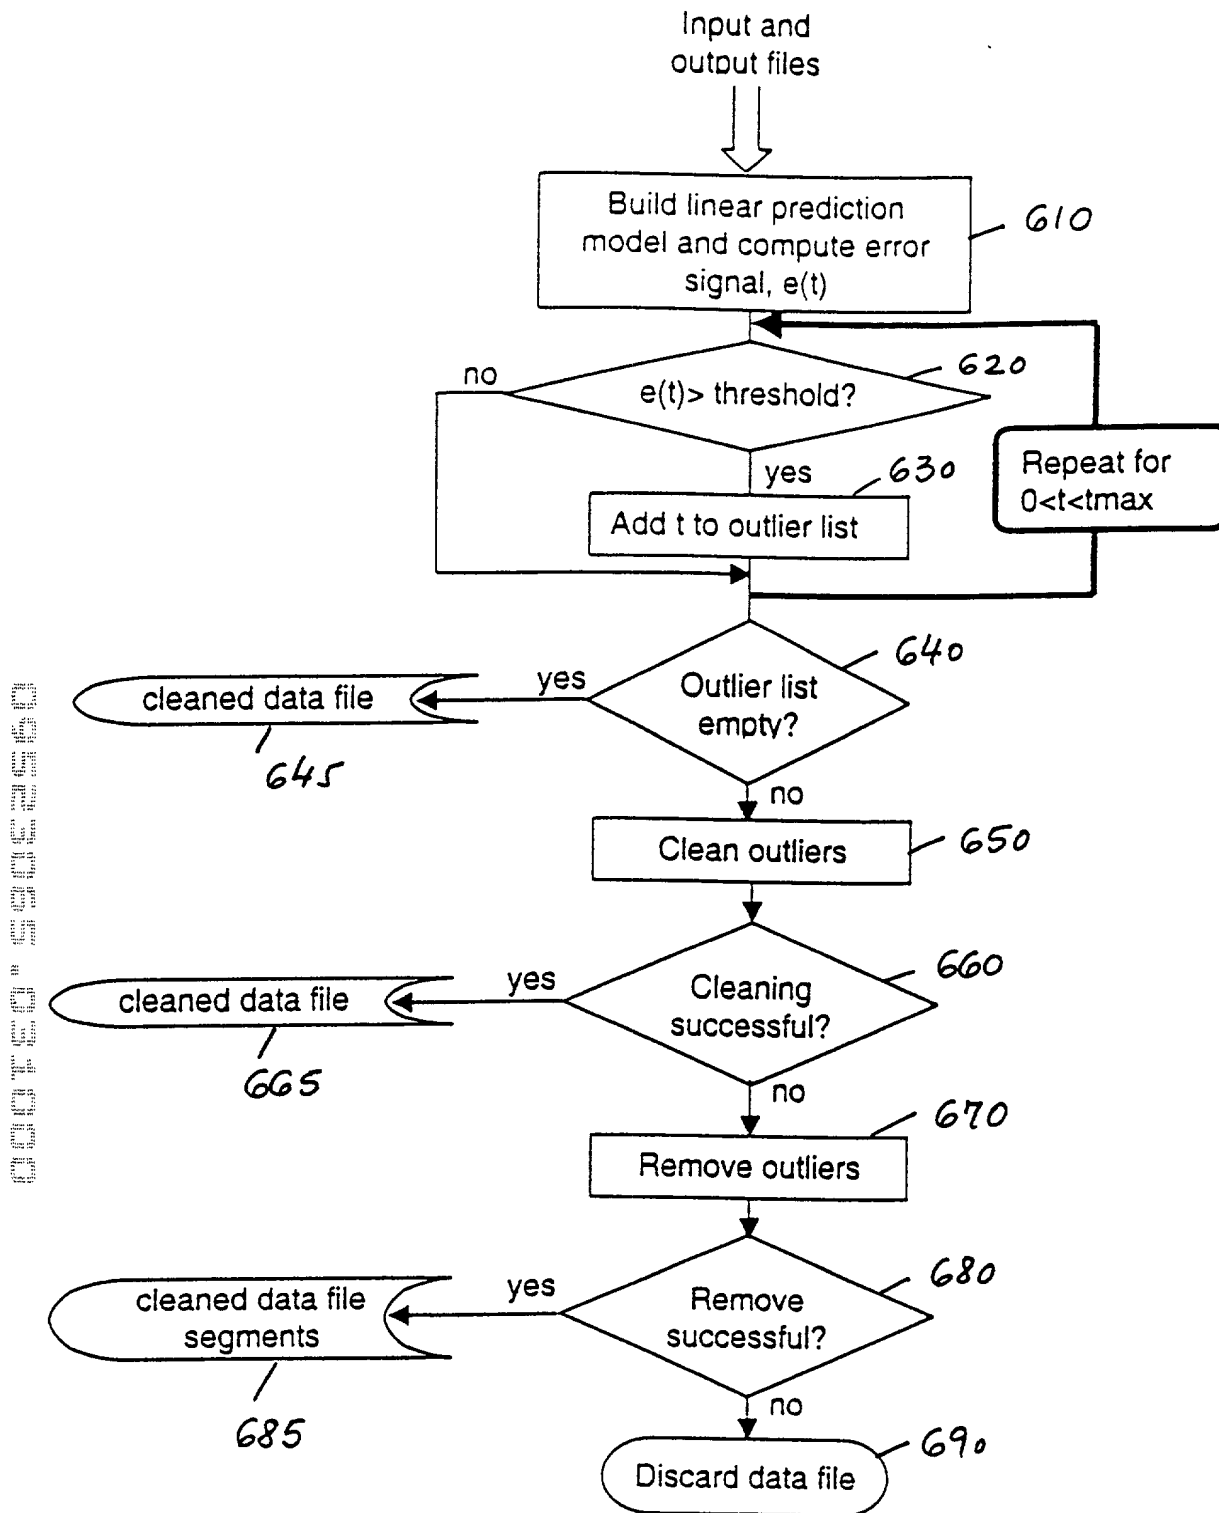 Input and
output files
Build linear prediction
model and compute error
signal, e(t)
610
e(t)> threshold?
620
no
yes
630
Add t to outlier list
Repeat for
0<t<tmax
640
Outlier list
empty?
yes
cleaned data file
645
no
Clean outliers
650
660
Cleaning
successful?
yes
cleaned data file
665
no
670
Remove outliers
680
Remove
successful?
yes
cleaned data file
segments
685
no
690
Discard data file